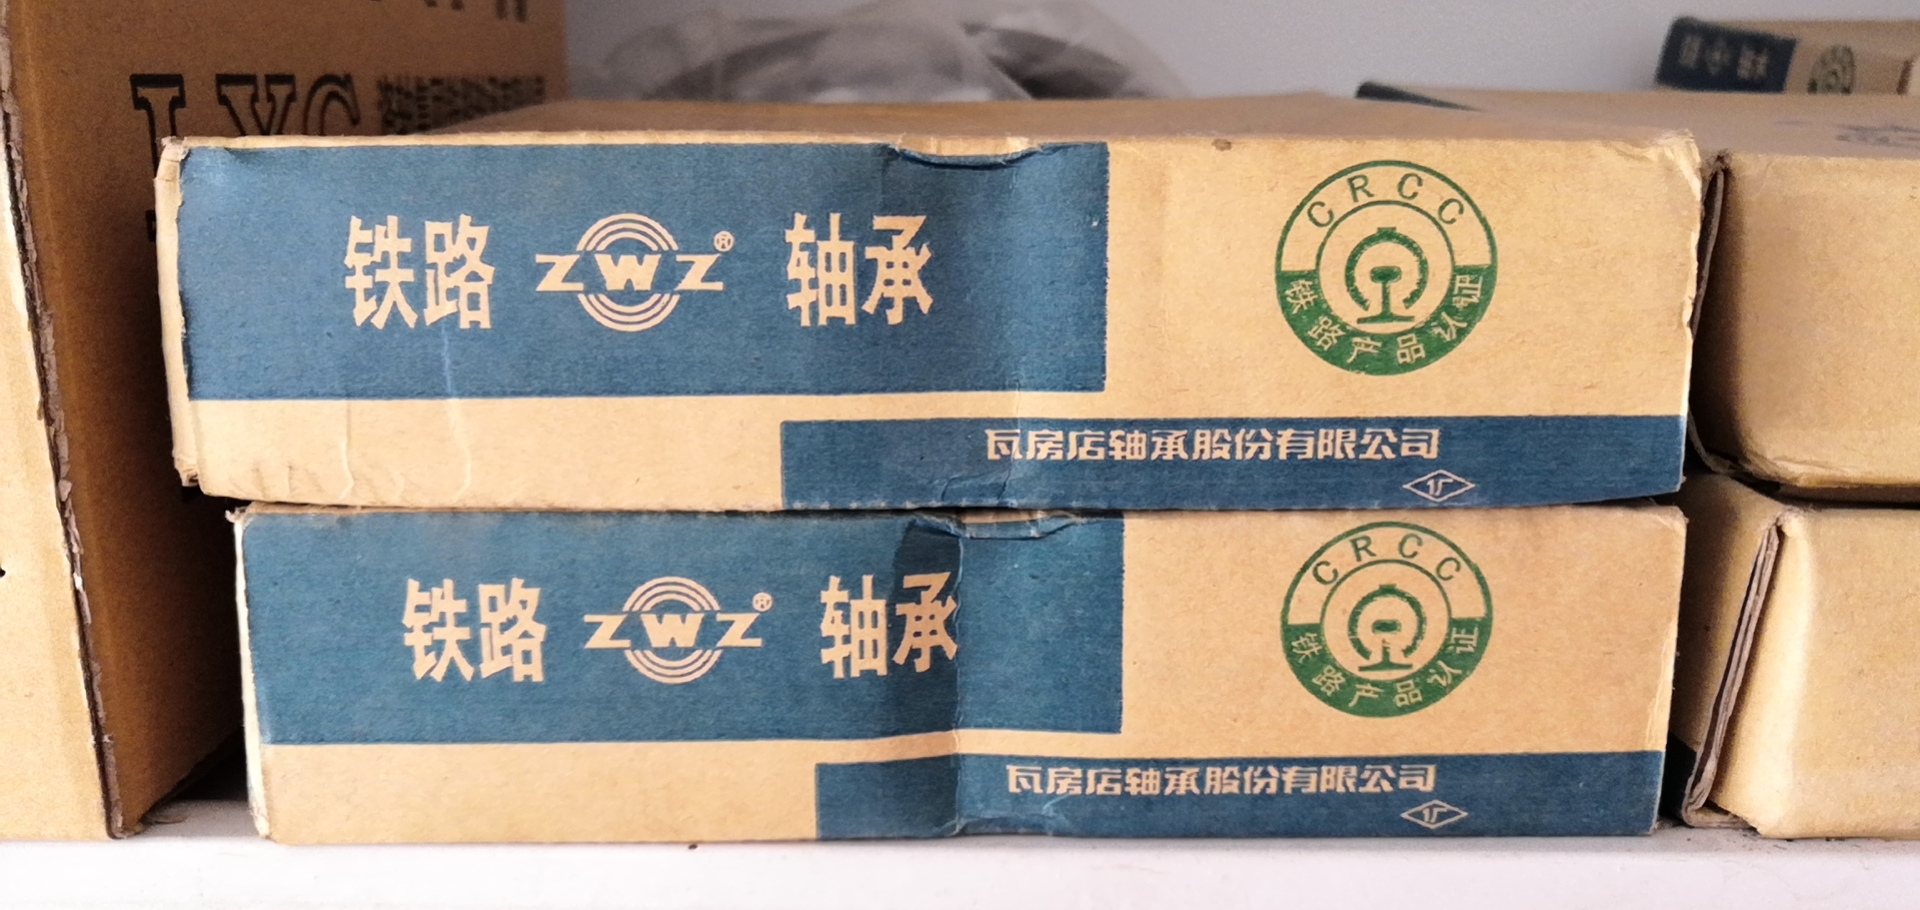 LYC
铁路 ZWZ® 轴承
CRCC
铁路产品认证
瓦房店轴承股份有限公司
铁路 ZWZ® 轴承
CRCC
铁路产品认证
瓦房店轴承股份有限公司